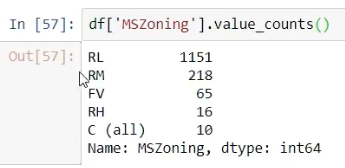 In [57]: df['MSZoning'].value_counts()
Out[57]: RL 1151
RM 218
FV 65
RH 16
C (all) 10
Name: MSZoning, dtype: int64